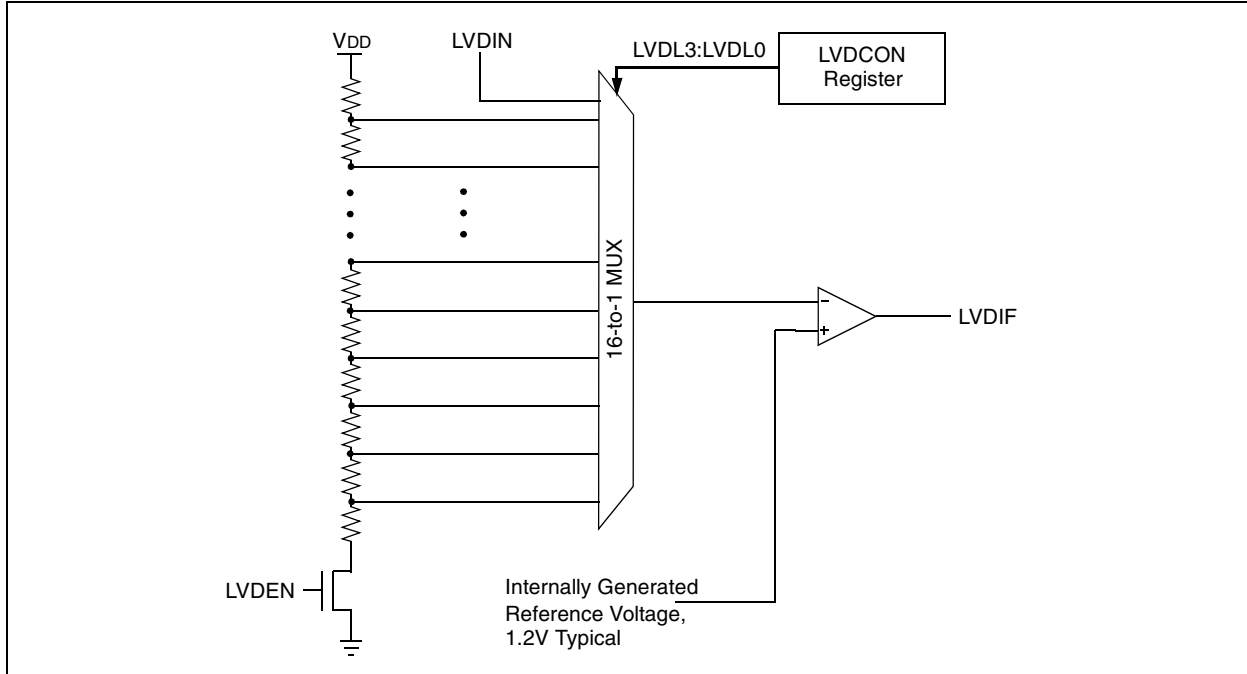 VDD
LVDIN
LVDL3:LVDL0
LVDCON
Register
16-to-1 MUX
−
+
LVDIF
LVDEN
Internally Generated
Reference Voltage,
1.2V Typical